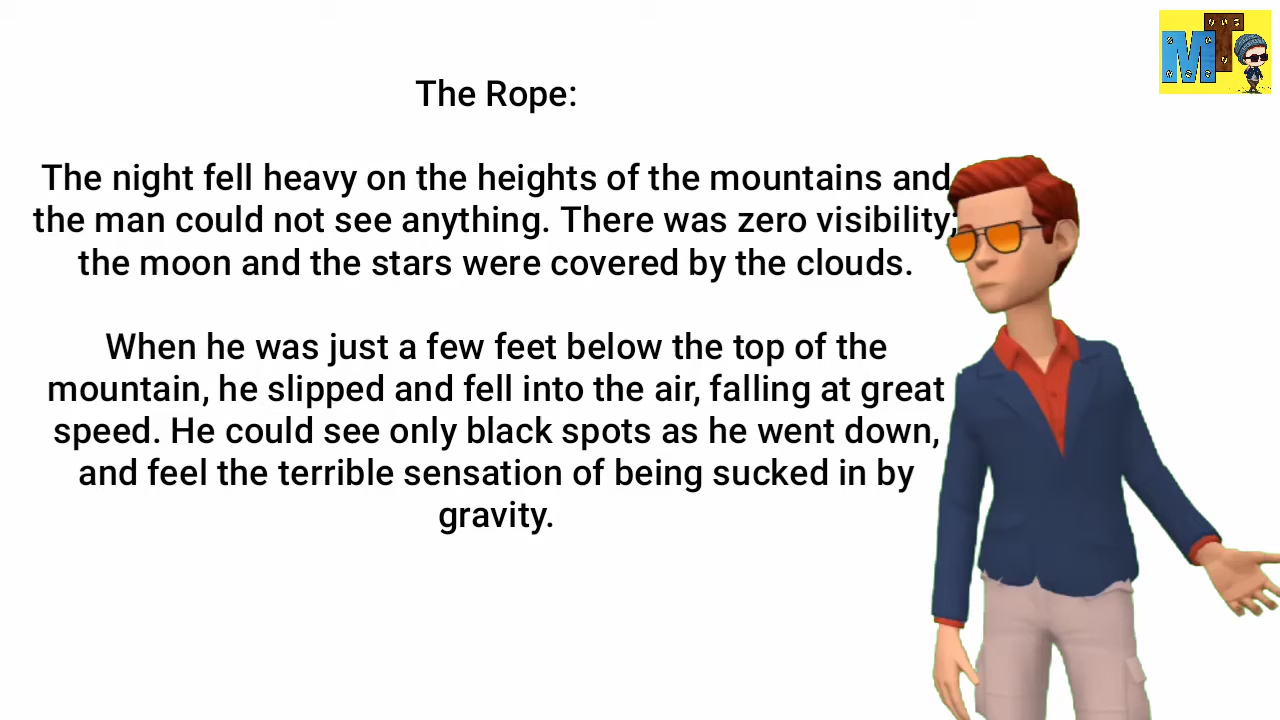 MT
The Rope:
The night fell heavy on the heights of the mountains and
the man could not see anything. There was zero visibility;
the moon and the stars were covered by the clouds.
When he was just a few feet below the top of the
mountain, he slipped and fell into the air, falling at great
speed. He could see only black spots as he went down,
and feel the terrible sensation of being sucked in by
gravity.